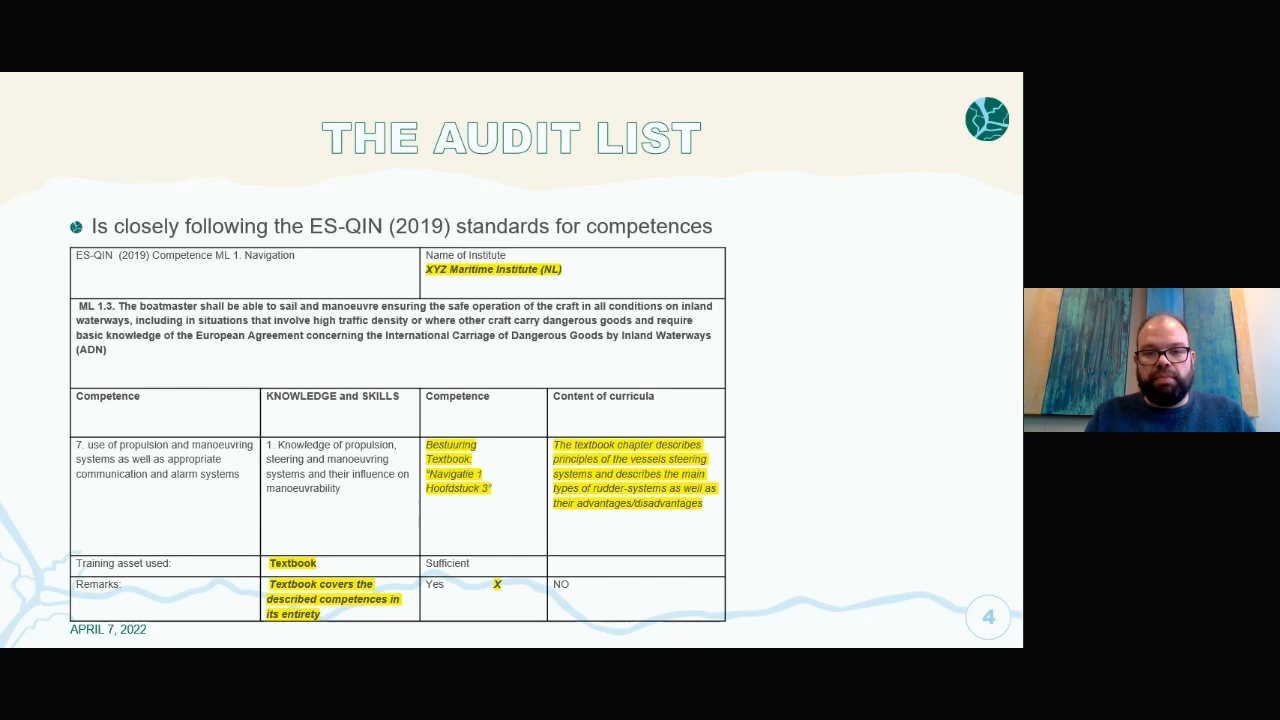 THE AUDIT LIST
Is closely following the ES-QIN (2019) standards for competences
ES-QIN (2019) Competence ML 1. Navigation
Name of Institute
XYZ Maritime Institute (NL)
ML 1.3. The boatmaster shall be able to sail and manoeuvre ensuring the safe operation of the craft in all conditions on inland
waterways, including in situations that involve high traffic density or where other craft carry dangerous goods and require
basic knowledge of the European Agreement concerning the International Carriage of Dangerous Goods by Inland Waterways
(ADN)
Competence
KNOWLEDGE and SKILLS
Competence
Content of curricula
7. use of propulsion and manoeuvring
systems as well as appropriate
communication and alarm systems
1. Knowledge of propulsion,
steering and manoeuvring
systems and their influence on
manoeuvrability
Bestuuring
Textbook:
"Navigatie 1
Hoofdstuck 3"
The textbook chapter describes
principles of the vessels steering
systems and describes the main
types of rudder-systems as well as
their advantages/disadvantages
Training asset used:
Textbook
Sufficient
Remarks:
Textbook covers the
described competences in
its entirety
Yes X
NO
APRIL 7, 2022
4